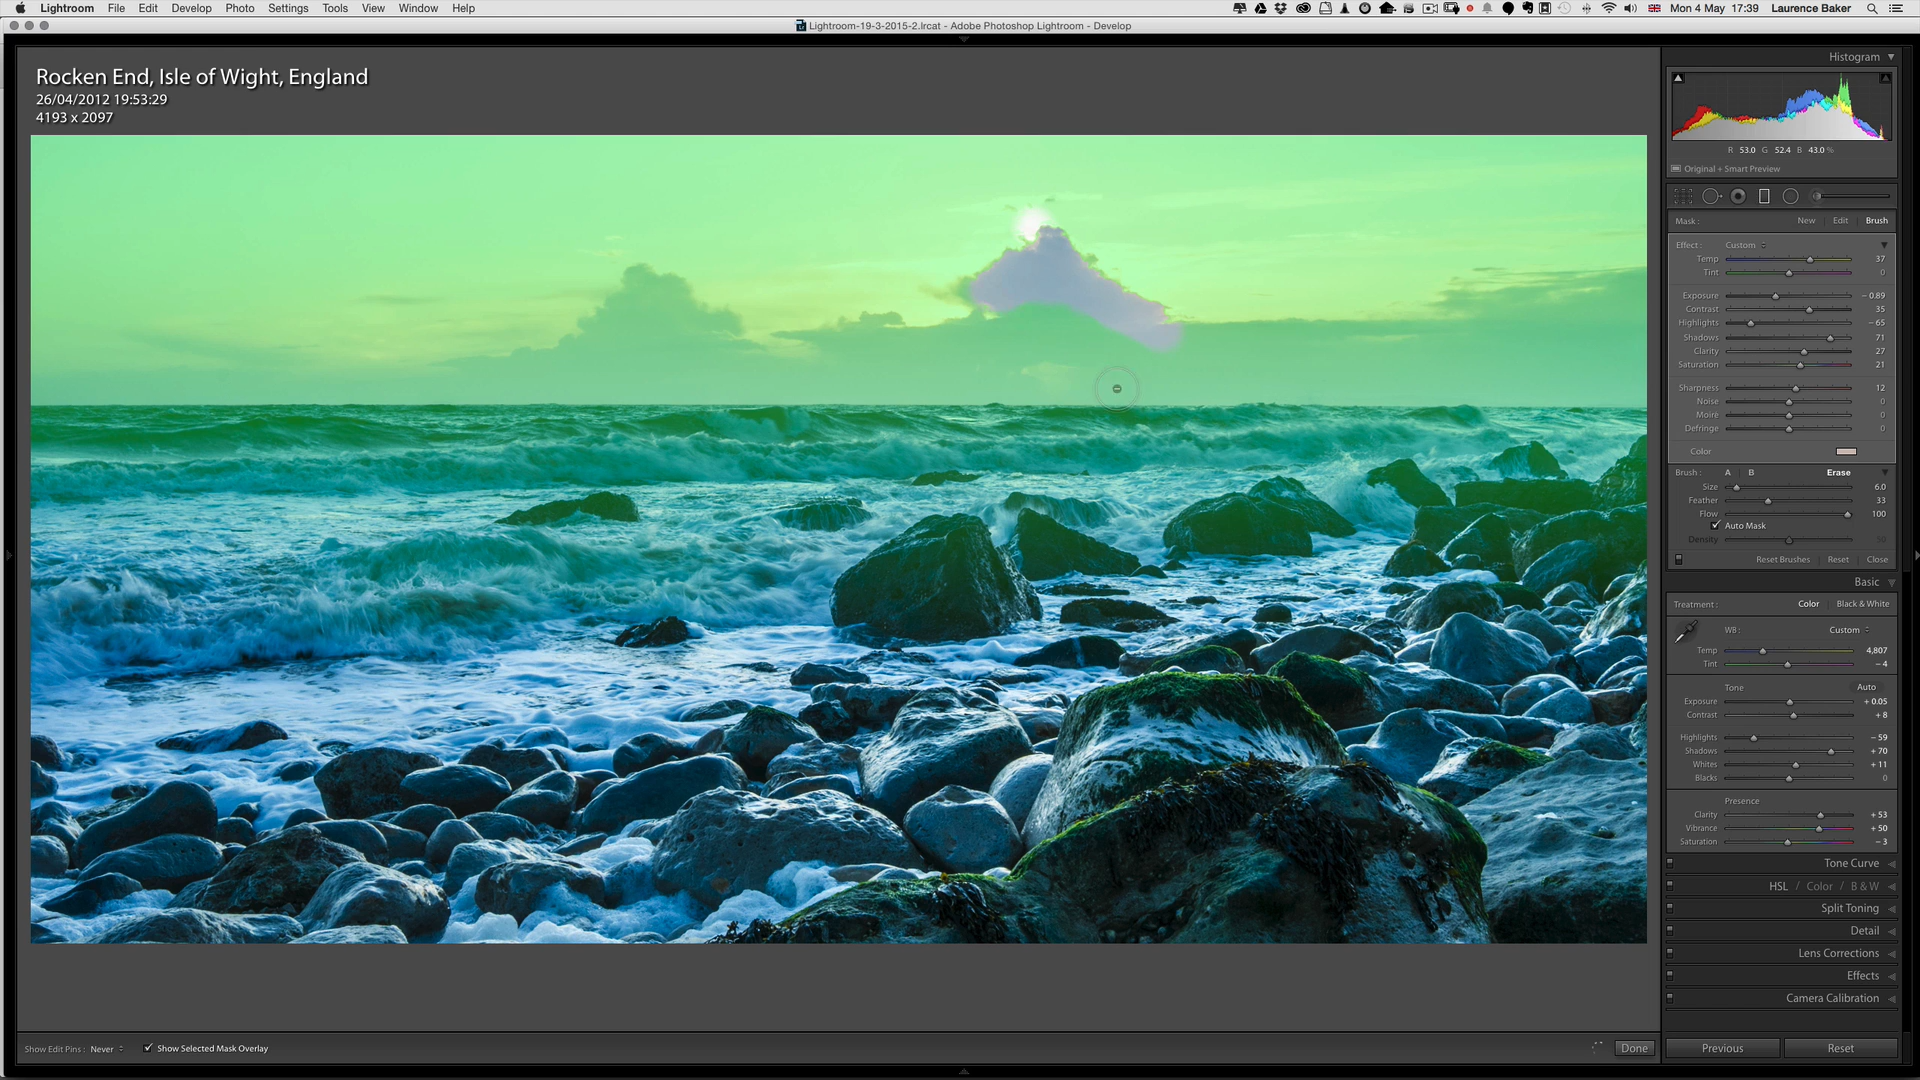 Lightroom File Edit Develop Photo Settings Tools View Window Help Mon 4 May 17:39 Laurence Baker
Lightroom-19-3-2015-2.lrcat - Adobe Photoshop Lightroom - Develop
Rocken End, Isle of Wight, England
26/04/2012 19:53:29
4193 x 2097
Histogram
R 53.0 G 52.4 B 43.0 %
Original + Smart Preview
Mask : New Edit Brush
Effect : Custom
Temp 37
Tint 0
Exposure – 0.89
Contrast 35
Highlights – 65
Shadows 71
Clarity 27
Saturation 21
Sharpness 12
Noise 0
Moiré 0
Defringe 0
Color
Brush : A B Erase
Size 6.0
Feather 33
Flow 100
Auto Mask
Density
Reset Brushes Reset Close
Basic
Treatment : Color Black & White
WB : Custom
Temp 4,807
Tint – 4
Tone Auto
Exposure + 0.05
Contrast + 8
Highlights – 59
Shadows + 70
Whites + 11
Blacks 0
Presence
Clarity + 53
Vibrance + 50
Saturation – 3
Tone Curve
HSL / Color / B & W
Split Toning
Detail
Lens Corrections
Effects
Camera Calibration
Show Edit Pins : Never Show Selected Mask Overlay Done
Previous Reset